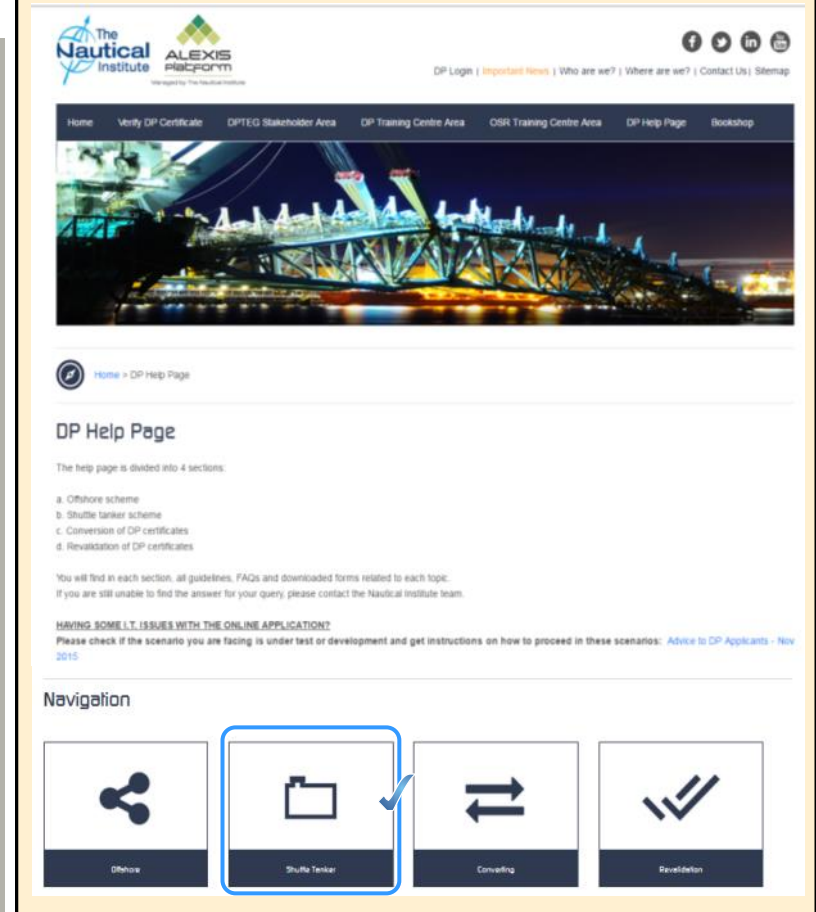 The
Nautical
Institute
ALEXIS
Platform
Managed by The Nautical Institute
DP Login | Important News | Who are we? | Where are we? | Contact Us | Sitemap
Home Verify DP Certificate DPTEG Stakeholder Area DP Training Centre Area OSR Training Centre Area DP Help Page Bookshop
Home > DP Help Page
DP Help Page
The help page is divided into 4 sections:
a. Offshore scheme
b. Shuttle tanker scheme
c. Conversion of DP certificates
d. Revalidation of DP certificates
You will find in each section, all guidelines, FAQs and downloaded forms related to each topic.
If you are still unable to find the answer for your query, please contact the Nautical Institute team.
HAVING SOME I.T. ISSUES WITH THE ONLINE APPLICATION?
Please check if the scenario you are facing is under test or development and get instructions on how to proceed in these scenarios: Advice to DP Applicants - Nov
2015
Navigation
Offshore Shuttle Tanker Converting Revalidation